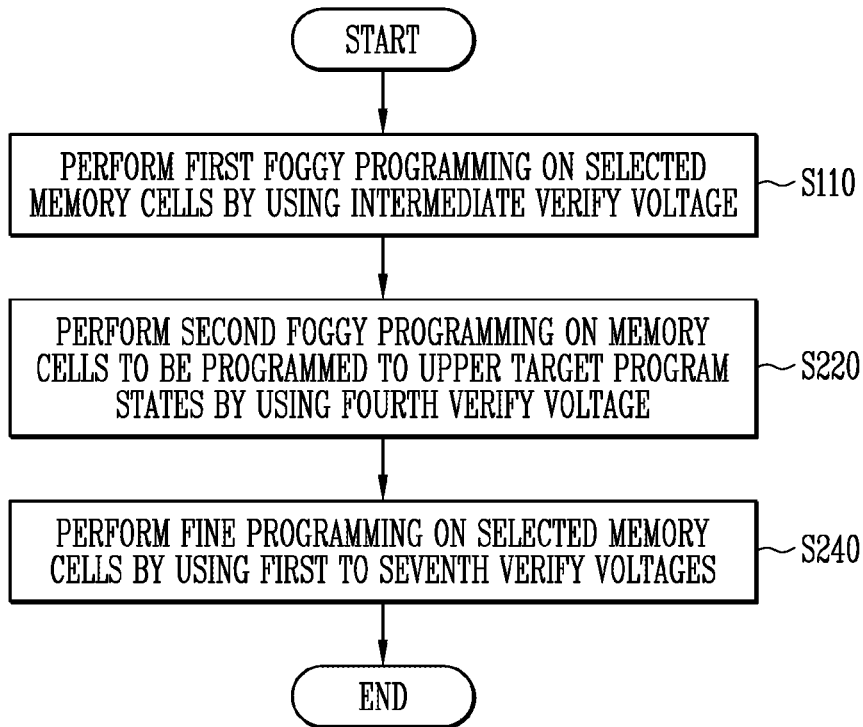 START
PERFORM FIRST FOGGY PROGRAMMING ON SELECTED
MEMORY CELLS BY USING INTERMEDIATE VERIFY VOLTAGE
S110
PERFORM SECOND FOGGY PROGRAMMING ON MEMORY
CELLS TO BE PROGRAMMED TO UPPER TARGET PROGRAM
STATES BY USING FOURTH VERIFY VOLTAGE
S220
PERFORM FINE PROGRAMMING ON SELECTED MEMORY
CELLS BY USING FIRST TO SEVENTH VERIFY VOLTAGES
S240
END